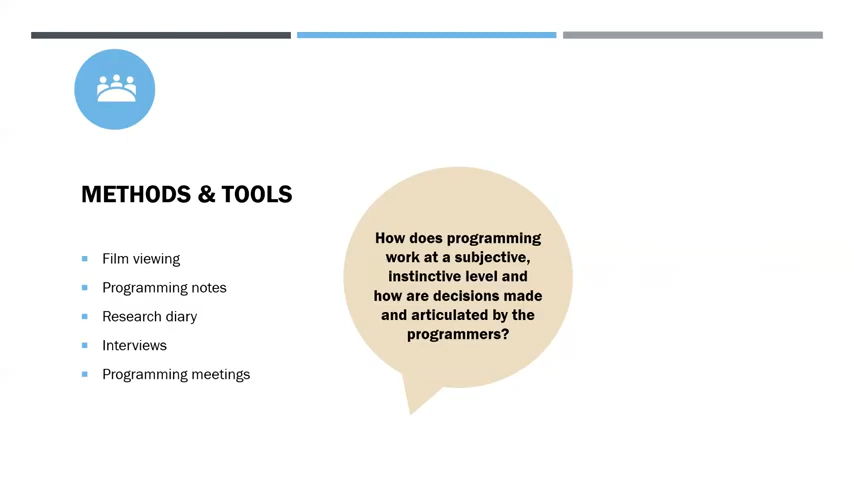 METHODS & TOOLS
Film viewing
Programming notes
Research diary
Interviews
Programming meetings
How does programming
work at a subjective,
instinctive level and
how are decisions made
and articulated by the
programmers?